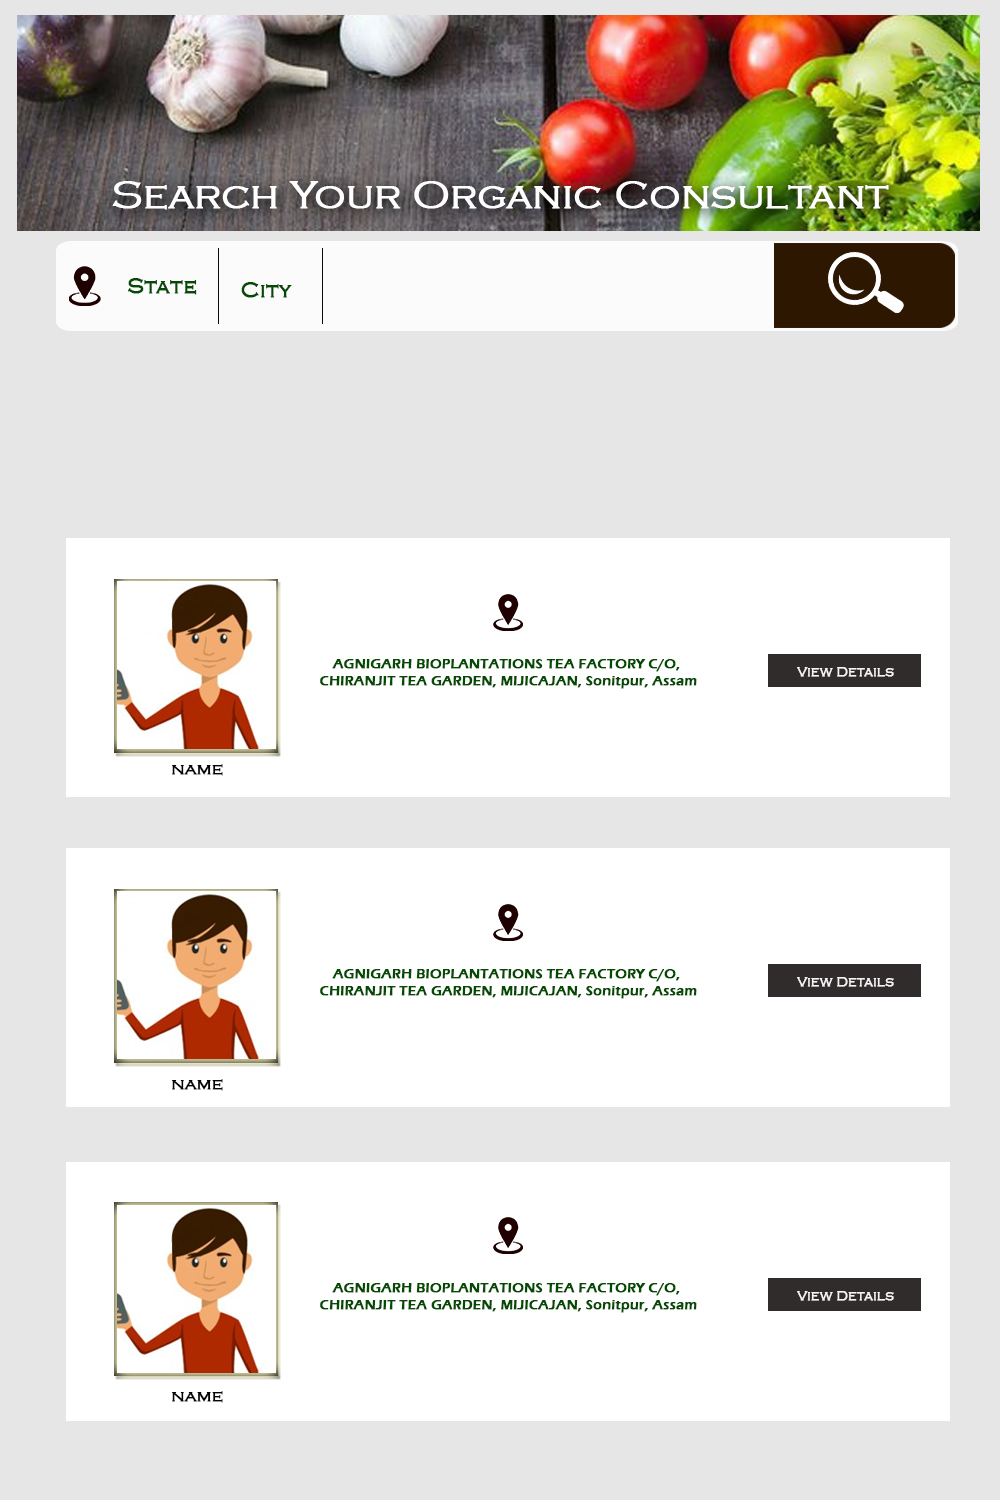 Search Your Organic Consultant
State
City
AGNIGARH BIOPLANTATIONS TEA FACTORY C/O,
CHIRANJIT TEA GARDEN, MIJICAJAN, Sonitpur, Assam
View Details
NAME
AGNIGARH BIOPLANTATIONS TEA FACTORY C/O,
CHIRANJIT TEA GARDEN, MIJICAJAN, Sonitpur, Assam
View Details
NAME
AGNIGARH BIOPLANTATIONS TEA FACTORY C/O,
CHIRANJIT TEA GARDEN, MIJICAJAN, Sonitpur, Assam
View Details
NAME